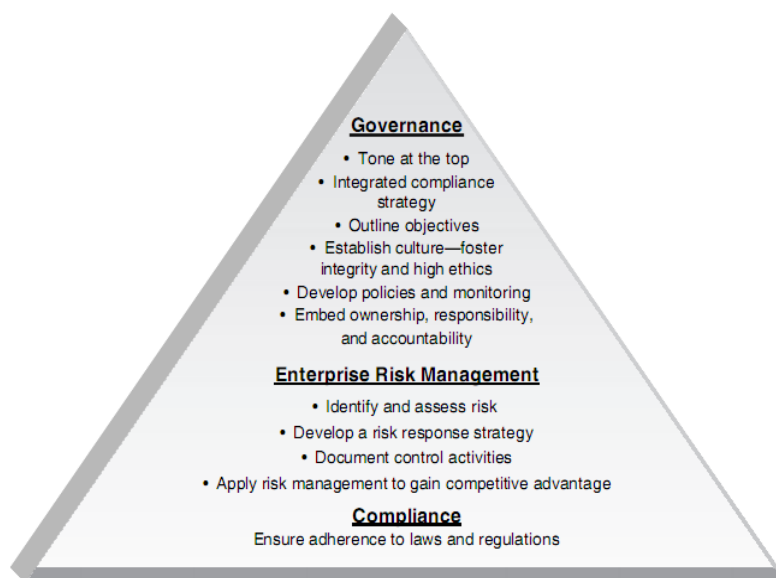 Governance
• Tone at the top
• Integrated compliance
strategy
• Outline objectives
• Establish culture—foster
integrity and high ethics
• Develop policies and monitoring
• Embed ownership, responsibility,
and accountability
Enterprise Risk Management
• Identify and assess risk
• Develop a risk response strategy
• Document control activities
• Apply risk management to gain competitive advantage
Compliance
Ensure adherence to laws and regulations